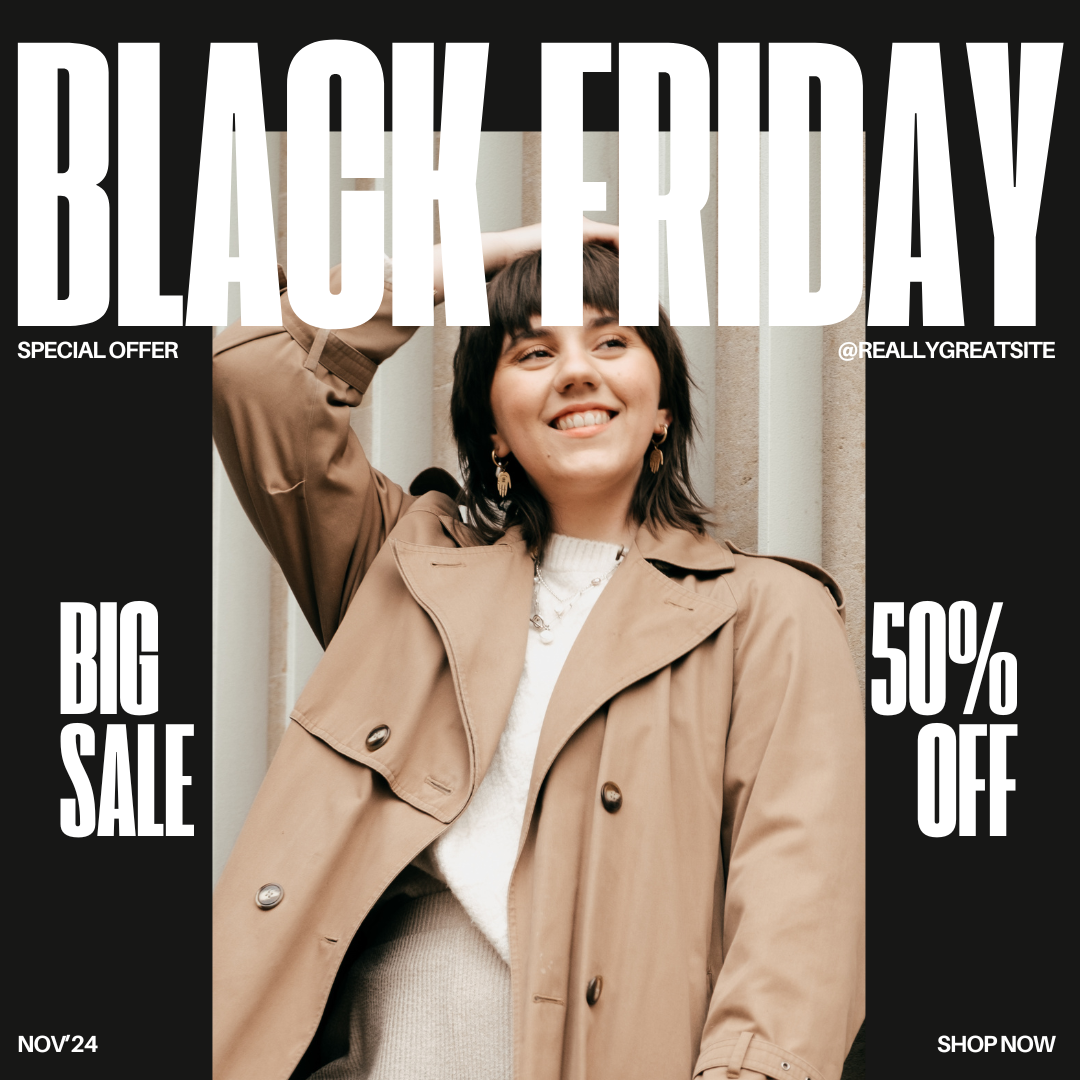 BLACK FRIDAY
SPECIAL OFFER
@REALLYGREATSITE
BIG
SALE
50%
OFF
NOV'24
SHOP NOW